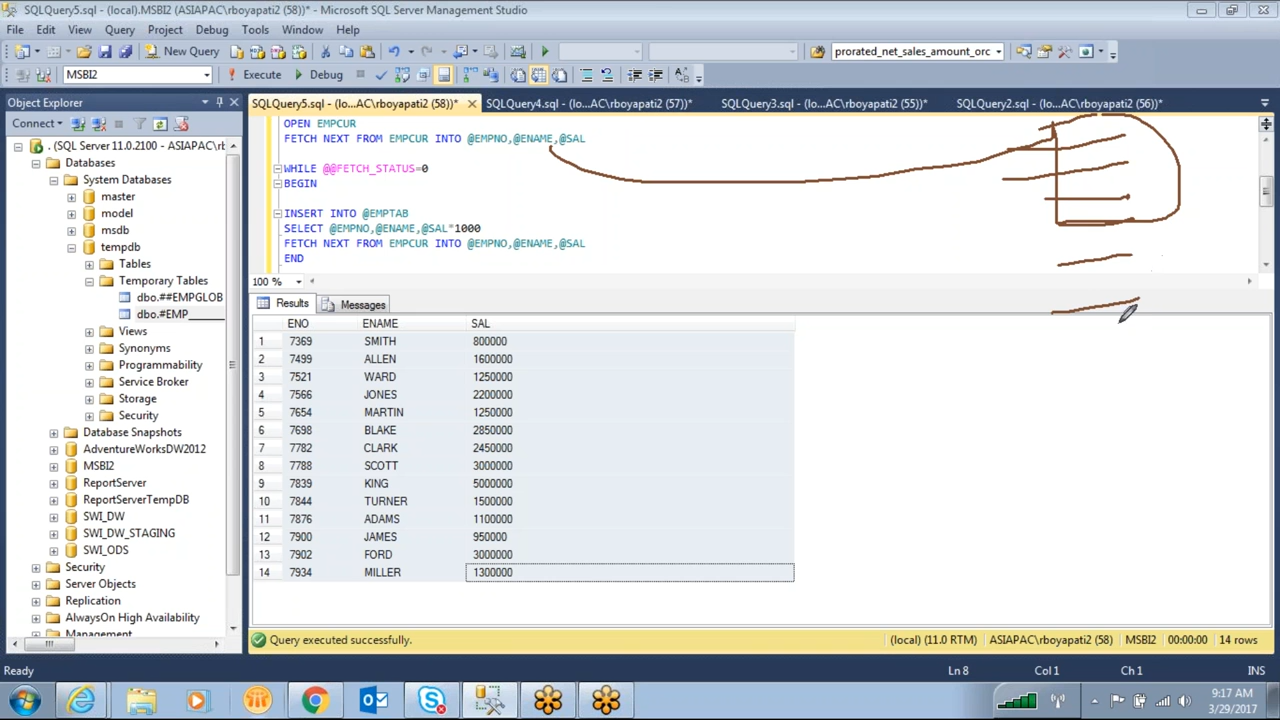 SQLQuery5.sql - (local).MSBI2 (ASIAPAC\rboyapati2 (58))* - Microsoft SQL Server Management Studio
File Edit View Query Project Debug Tools Window Help
New Query prorated_net_sales_amount_orc
MSBI2 Execute Debug
Object Explorer
Connect
. (SQL Server 11.0.2100 - ASIAPAC\rb
Databases
System Databases
master
model
msdb
tempdb
Tables
Temporary Tables
dbo.##EMPGLOB
dbo.#EMP______
Views
Synonyms
Programmability
Service Broker
Storage
Security
Database Snapshots
AdventureWorksDW2012
MSBI2
ReportServer
ReportServerTempDB
SWI_DW
SWI_DW_STAGING
SWI_ODS
Security
Server Objects
Replication
AlwaysOn High Availability
Management
SQLQuery5.sql - (lo...AC\rboyapati2 (58))* SQLQuery4.sql - (lo...AC\rboyapati2 (57))* SQLQuery3.sql - (lo...AC\rboyapati2 (55))* SQLQuery2.sql - (lo...AC\rboyapati2 (56))*
OPEN EMPCUR
FETCH NEXT FROM EMPCUR INTO @EMPNO,@ENAME,@SAL
WHILE @@FETCH_STATUS=0
BEGIN
INSERT INTO @EMPTAB
SELECT @EMPNO,@ENAME,@SAL*1000
FETCH NEXT FROM EMPCUR INTO @EMPNO,@ENAME,@SAL
END
100 %
Results Messages
ENO ENAME SAL
1 7369 SMITH 800000
2 7499 ALLEN 1600000
3 7521 WARD 1250000
4 7566 JONES 2200000
5 7654 MARTIN 1250000
6 7698 BLAKE 2850000
7 7782 CLARK 2450000
8 7788 SCOTT 3000000
9 7839 KING 5000000
10 7844 TURNER 1500000
11 7876 ADAMS 1100000
12 7900 JAMES 950000
13 7902 FORD 3000000
14 7934 MILLER 1300000
Query executed successfully. (local) (11.0 RTM) ASIAPAC\rboyapati2 (58) MSBI2 00:00:00 14 rows
Ready Ln 8 Col 1 Ch 1 INS
9:17 AM
3/29/2017